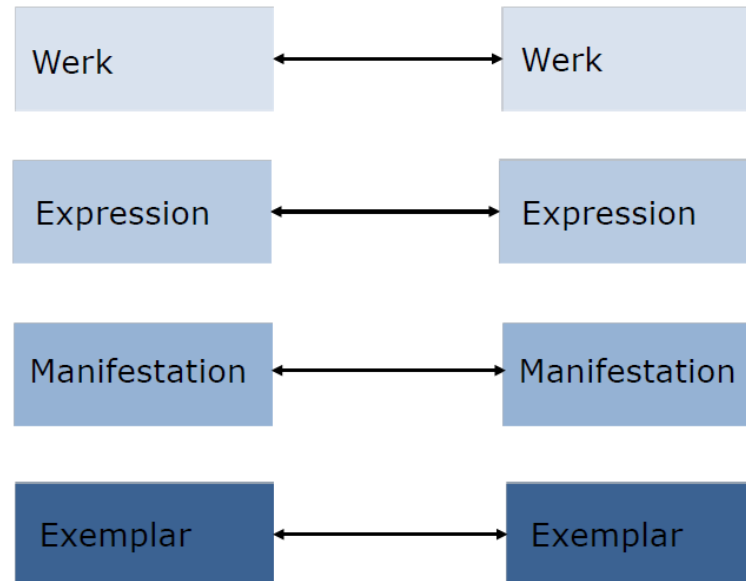 Werk
Werk
Expression
Expression
Manifestation
Manifestation
Exemplar
Exemplar